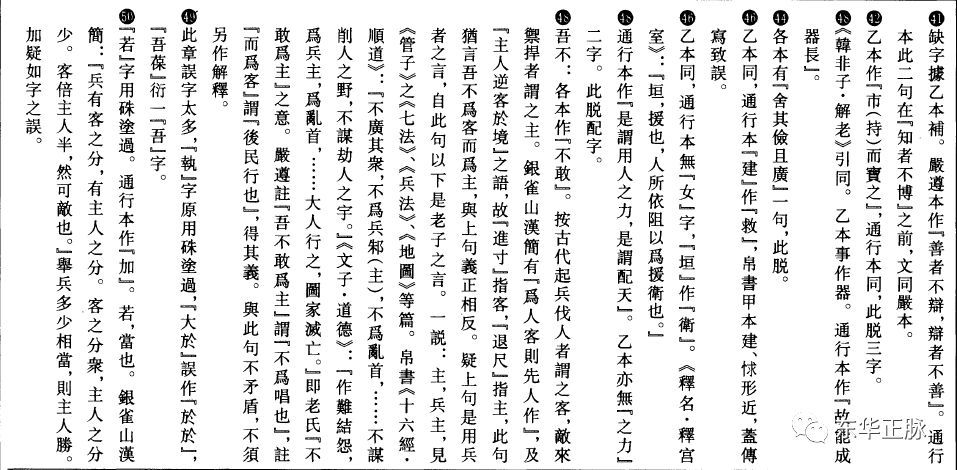 ㊶缺字據乙本補。嚴遵本作『善者不辯,辯者不善』。通行
本此二句在『知者不博』之前,文同嚴本。
㊷乙本作『市(持)而寶之』,通行本同,此脱三字。
㊸《韓非子·解老》引同。乙本事作器。通行本作『故能成
器長』。
㊹各本有『舍其儉且廣』一句,此脱。
乙本同,通行本『建』作『救』,帛書甲本建、㤹形近,蓋傳
寫致誤。
㊻乙本同,通行本無『女』字,『垣』作『衛』。《釋名·釋宮
室》:『垣,援也,人所依阻以爲援衛也。』
通行本作『是謂用人之力,是謂配天』。乙本亦無『之力』
二字。此脱配字。
㊽吾不:各本作『不敢』。按古代起兵伐人者謂之客,敵來
禦捍者謂之主。銀雀山漢簡有『爲人客則先人作』,及
『主人逆客於境』之語,故『進寸』指客,『退尺』指主,此句
猶言吾不爲客而爲主,與上句義正相反。疑上句是用兵
者之言,自此句以下是老子之言。一説:主,兵主,見
《管子》之《七法》、《兵法》、《地圖》等篇。帛書《十六經·
順道》:『不廣其衆,不爲兵邾(主),不爲亂首,……不謀
削人之野,不謀劫人之宇。』《文子·道德》:『作難結怨,
爲兵主,爲亂首,……大人行之,國家滅亡。』即老氏『不
敢爲主』之意。嚴遵註『吾不敢爲主』謂『不爲唱也』,註
『而爲客』謂『後民行也』,得其義。與此句不矛盾,不須
另作解釋。
㊾此章誤字太多,『執』字原用硃塗過,『大於』誤作『於於』,
『吾葆』衍一『吾』字。
㊿『若』字用硃塗過。通行本作『加』。若,當也。銀雀山漢
簡:『兵有客之分,有主人之分。客之分衆,主人之分
少。客倍主人半,然可敵也。』舉兵多少相當,則主人勝。
加疑如字之誤。
东华正脉